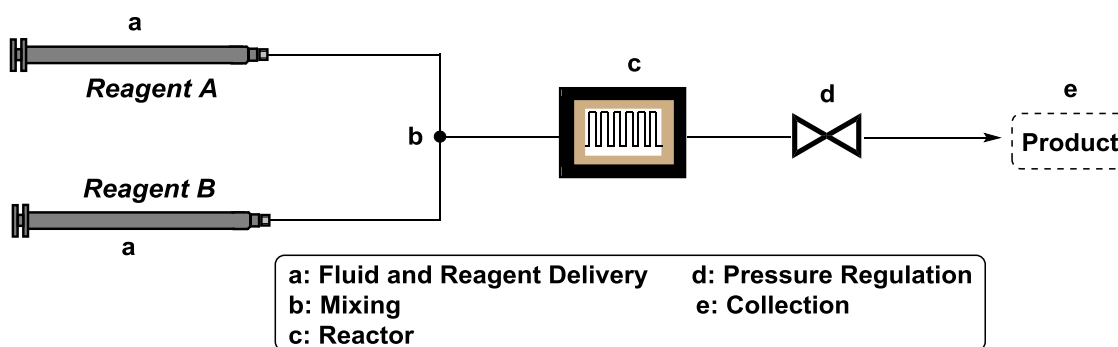 a
Reagent A
c
d
e
b
Product
Reagent B
a
a: Fluid and Reagent Delivery
d: Pressure Regulation
b: Mixing
e: Collection
c: Reactor